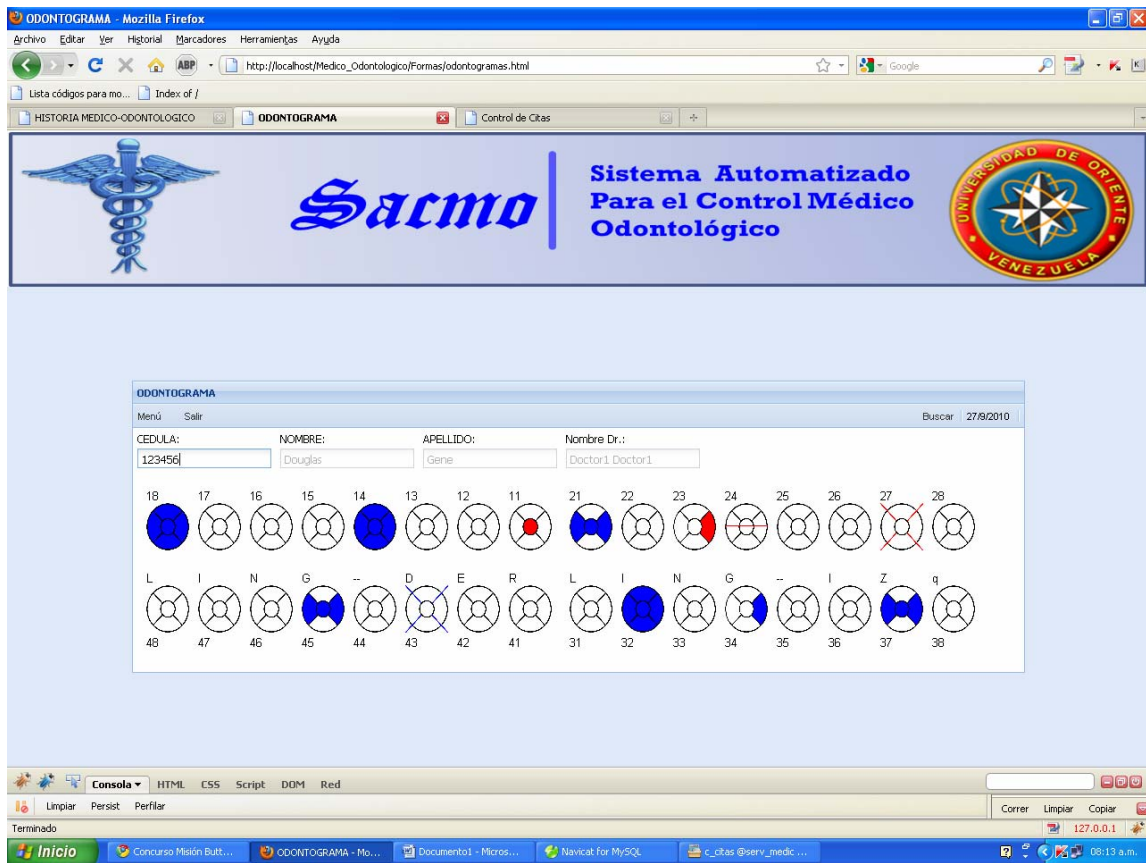 ODONTOGRAMA - Mozilla Firefox
Archivo Editar Ver Historial Marcadores Herramientas Ayuda
ABP http://localhost/Medico_Odontologico/Formas/odontogramas.html Google
Lista códigos para mo... Index of /
HISTORIA MEDICO-ODONTOLOGICO ODONTOGRAMA Control de Citas
Sacmo
Sistema Automatizado
Para el Control Médico
Odontológico
UNIVERSIDAD DE ORIENTE
VENEZUELA
ODONTOGRAMA
Menú Salir Buscar 27/9/2010
CEDULA: NOMBRE: APELLIDO: Nombre Dr.:
123456 Douglas Gene Doctor1 Doctor1
18 17 16 15 14 13 12 11 21 22 23 24 25 26 27 28
L I N G -- D E R L I N G -- I Z q
48 47 46 45 44 43 42 41 31 32 33 34 35 36 37 38
Consola HTML CSS Script DOM Red
Limpiar Persist Perfilar Correr Limpiar Copiar
Terminado 127.0.0.1
Inicio Concurso Misión Butt... ODONTOGRAMA - Mo... Documento1 - Micros... Navicat for MySQL c_citas @serv_medic ... 08:13 a.m.